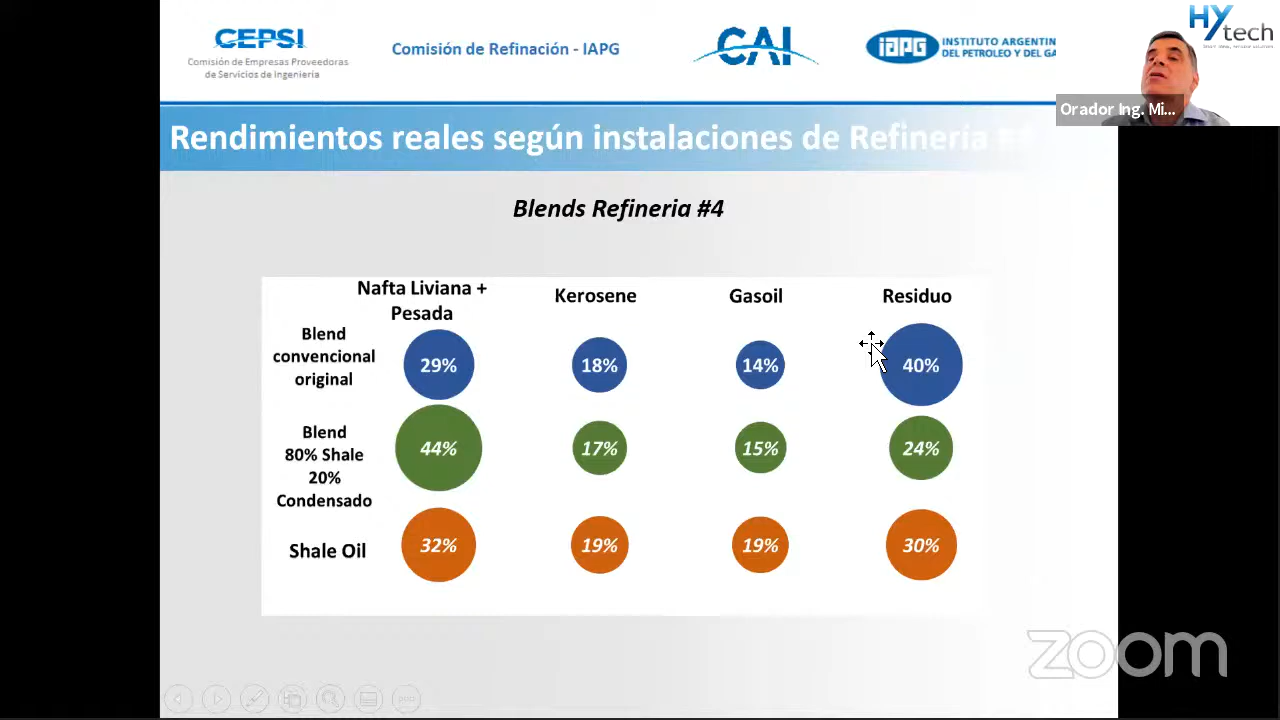 CEPSI
Comisión de Empresas Proveedoras
de Servicios de Ingeniería
Comisión de Refinación - IAPG
CAI
iAPG
INSTITUTO ARGENTIN
DEL PETROLEO Y DEL GA
HYtech
Orador Ing. Mi...
Rendimientos reales según instalaciones de Refinería #4
Blends Refineria #4
Nafta Liviana +
Pesada
Kerosene
Gasoil
Residuo
Blend
convencional
original
29%
18%
14%
40%
Blend
80% Shale
20%
Condensado
44%
17%
15%
24%
Shale Oil
32%
19%
19%
30%
zoom